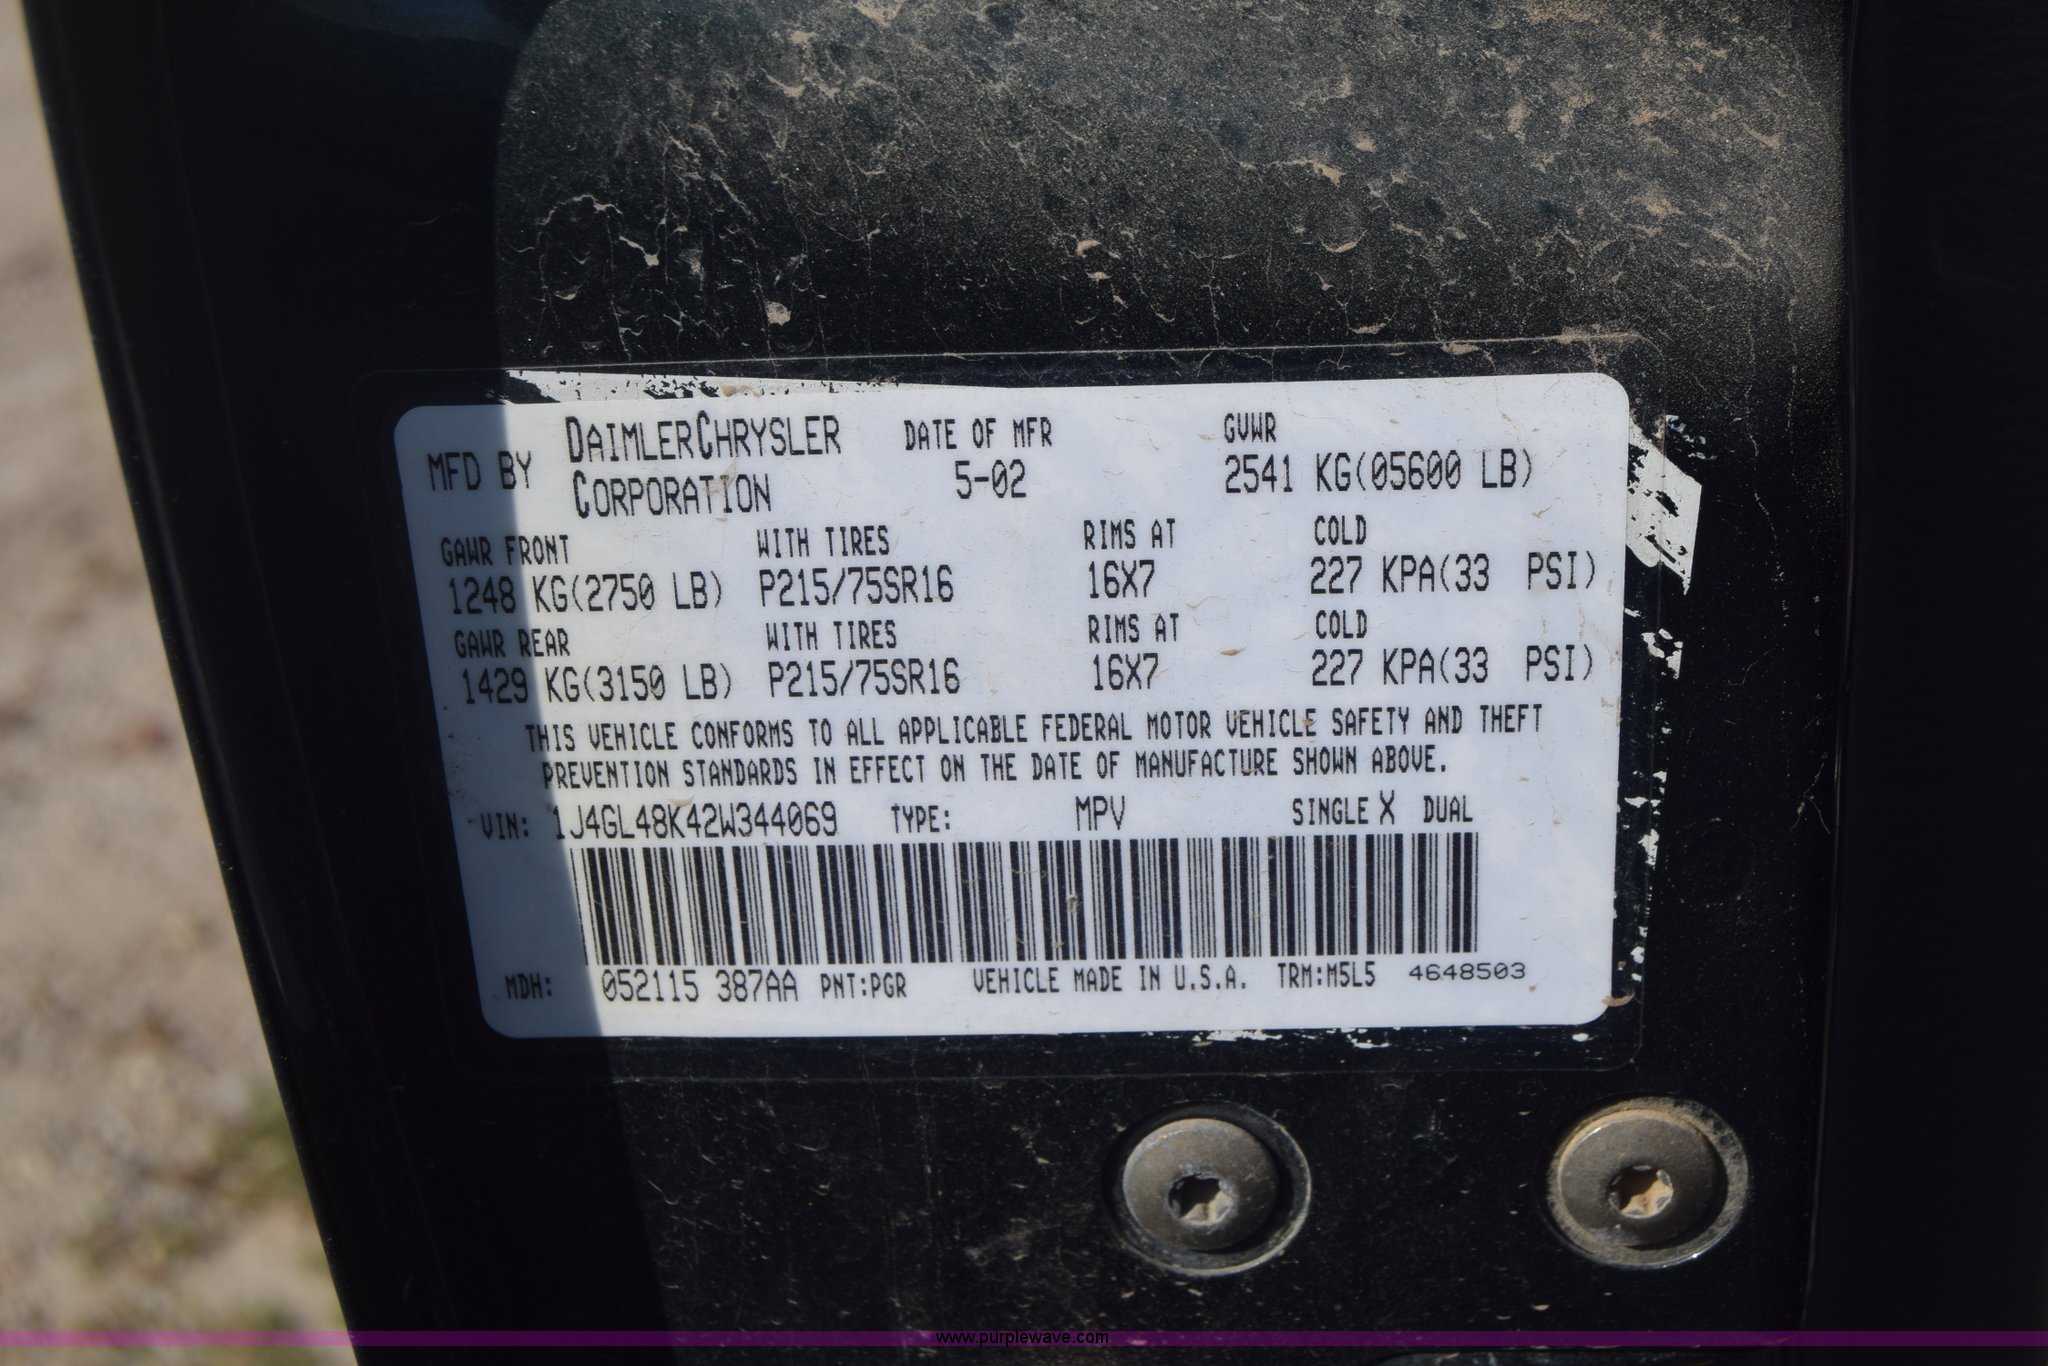 MFD BY DAIMLERCHRYSLER CORPORATION DATE OF MFR 5-02 GVWR 2541 KG(05600 LB)
GAWR FRONT WITH TIRES RIMS AT COLD
1248 KG(2750 LB) P215/75SR16 16X7 227 KPA(33 PSI)
GAWR REAR WITH TIRES RIMS AT COLD
1429 KG(3150 LB) P215/75SR16 16X7 227 KPA(33 PSI)
THIS VEHICLE CONFORMS TO ALL APPLICABLE FEDERAL MOTOR VEHICLE SAFETY AND THEFT
PREVENTION STANDARDS IN EFFECT ON THE DATE OF MANUFACTURE SHOWN ABOVE.
VIN: 1J4GL48K42W344069 TYPE: MPV SINGLE X DUAL
MDH: 052115 387AA PNT:PGR VEHICLE MADE IN U.S.A. TRM:M5L5 4648503
www.purplewave.com